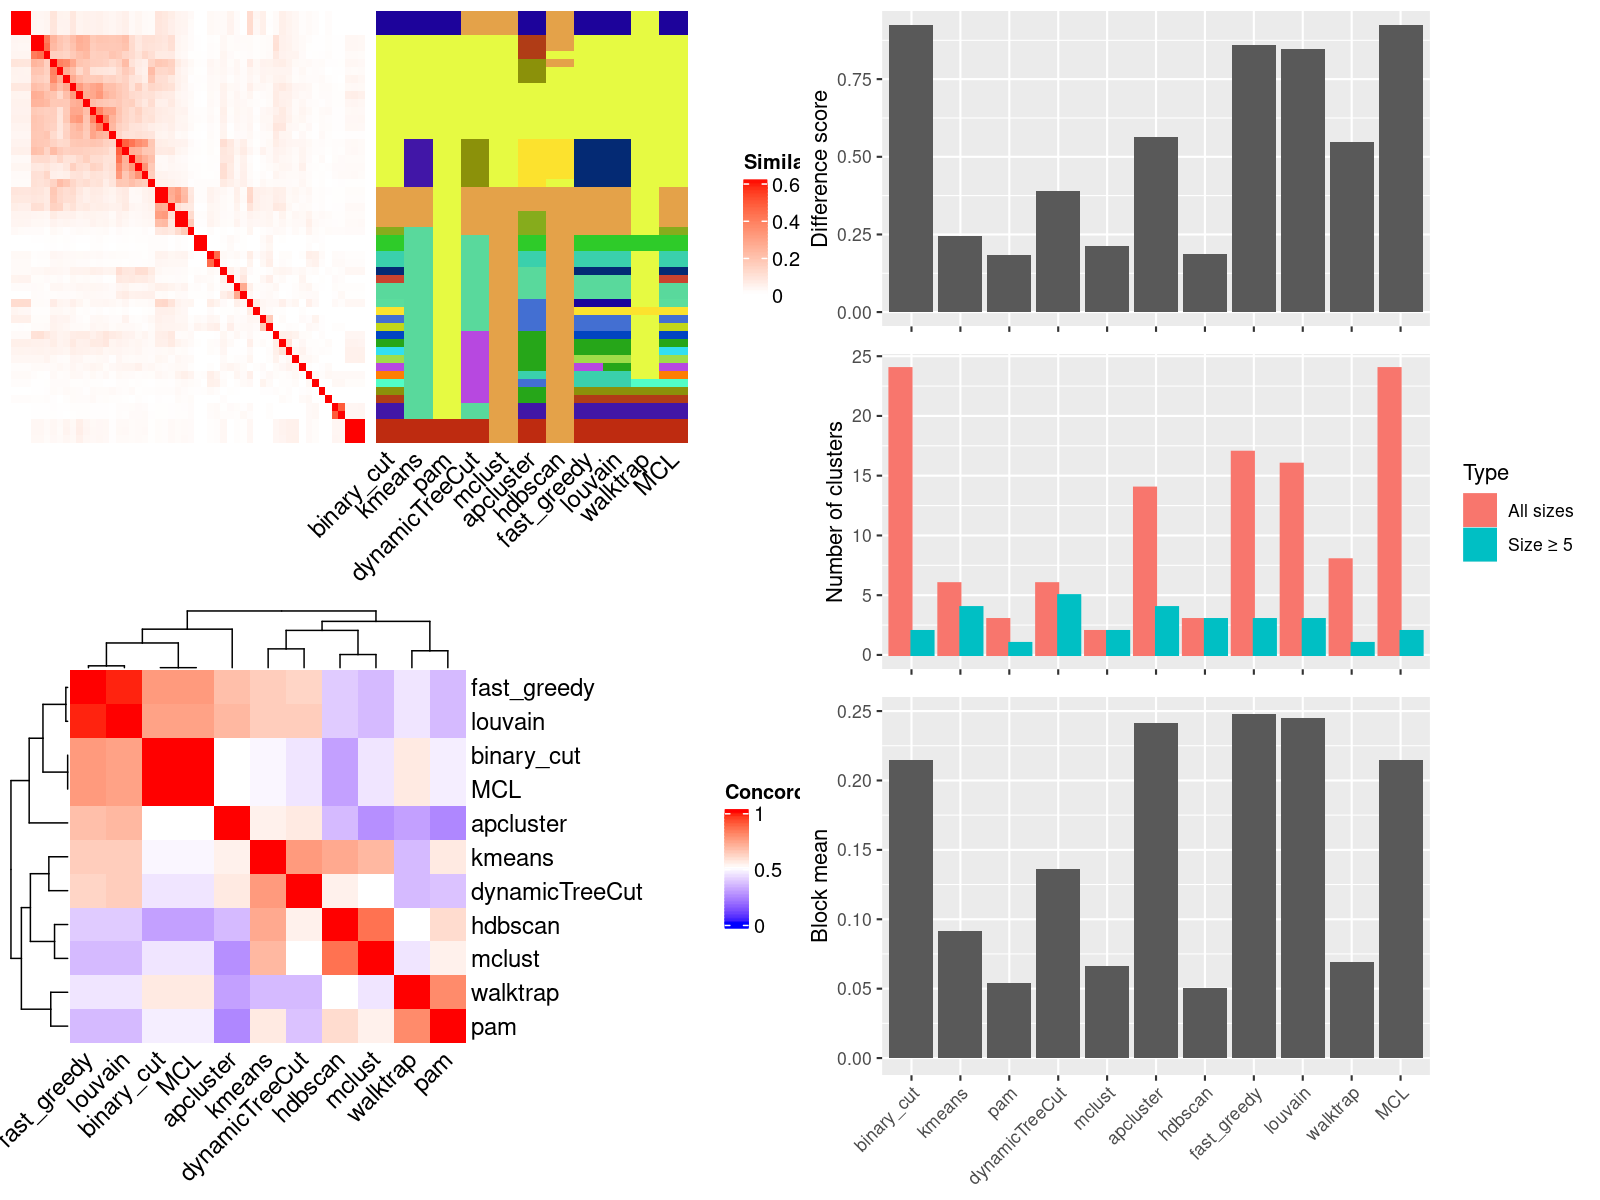 Simila
0.6
0.4
0.2
0
binary_cut
kmeans
pam
dynamicTreeCut
mclust
apcluster
hdbscan
fast_greedy
louvain
walktrap
MCL
fast_greedy
louvain
binary_cut
MCL
apcluster
kmeans
dynamicTreeCut
hdbscan
mclust
walktrap
pam
fast_greedy
louvain
binary_cut
MCL
apcluster
kmeans
dynamicTreeCut
hdbscan
mclust
walktrap
pam
Concord
1
0.5
0
Difference score
0.75
0.50
0.25
0.00
Number of clusters
25
20
15
10
5
0
Type
All sizes
Size ≥ 5
Block mean
0.25
0.20
0.15
0.10
0.05
0.00
binary_cut
kmeans
pam
dynamicTreeCut
mclust
apcluster
hdbscan
fast_greedy
louvain
walktrap
MCL